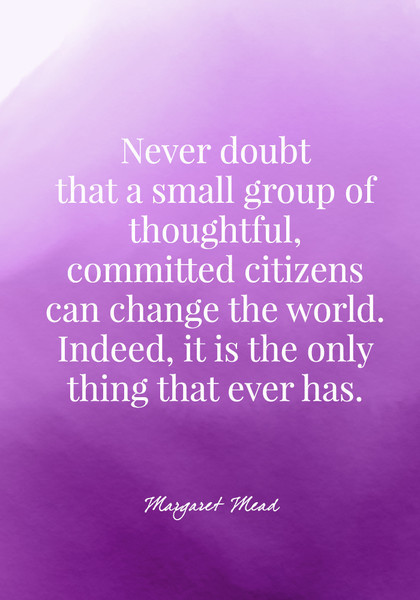 Never doubt
that a small group of
thoughtful,
committed citizens
can change the world.
Indeed, it is the only
thing that ever has.
Margaret Mead